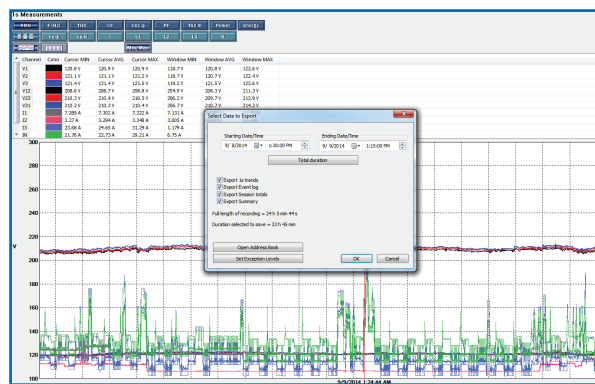 1s Measurements
RMS F (Hz) THD CF cos φ PF Tan Φ Power Energy
Channel Color Cursor MIN Cursor AVG Cursor MAX Window MIN Window AVG Window MAX
V1 120.8 V 120.9 V 121.0 V 118.7 V 120.8 V 122.6 V
V2 121.1 V 121.1 V 121.2 V 118.7 V 120.9 V 122.4 V
V3 121.4 V 121.4 V 121.5 V 119.2 V 121.5 V 123.6 V
V12 208.6 V 208.7 V 208.8 V 204.9 V 208.3 V 211.3 V
V23 210.3 V 210.4 V 210.5 V 206.2 V 209.7 V 212.9 V
V31 210.2 V 210.3 V 210.4 V 206.7 V 210.7 V 214.2 V
I1 7.289 A 7.302 A 7.322 A 7.131 A
I2 3.27 A 3.294 A 3.348 A 3.005 A
I3 23.68 A 24.65 A 31.29 A 1.179 A
IN 21.76 A 22.73 A 29.21 A 6.75 A
Select Data to Export
Starting Date/Time Ending Date/Time
9/ 8/2014 1:30:00 PM 9/ 9/2014 1:15:00 PM
Total duration
Export 1s trends
Export Event log
Export Session totals
Export Summary
Full length of recording = 24 h 5 min 44 s
Duration selected to save = 23 h 45 min
Open Address Book
Set Exception Levels OK Cancel
300
280
260
240
220
V
200
180
160
140
120
100
9/9/2014 1:24:44 AM